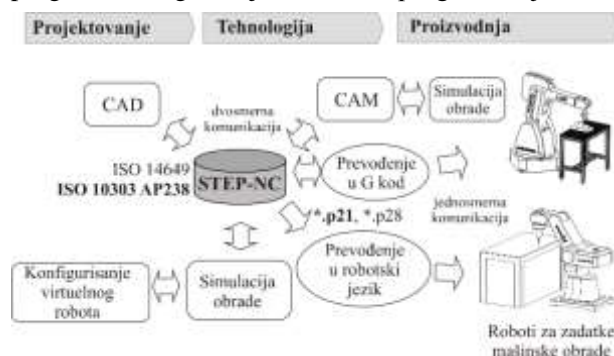 Projektovanje
Tehnologija
Proizvodnja
CAD
dvosmerna
komunikacija
CAM
Simulacija
obrade
ISO 14649
ISO 10303 AP238
STEP-NC
Prevođenje
u G kod
*.p21, *.p28
jednosmerna
komunikacija
Konfigurisanje
virtuelnog
robota
Simulacija
obrade
Prevođenje
u robotski
jezik
Roboti za zadatke
mašinske obrade